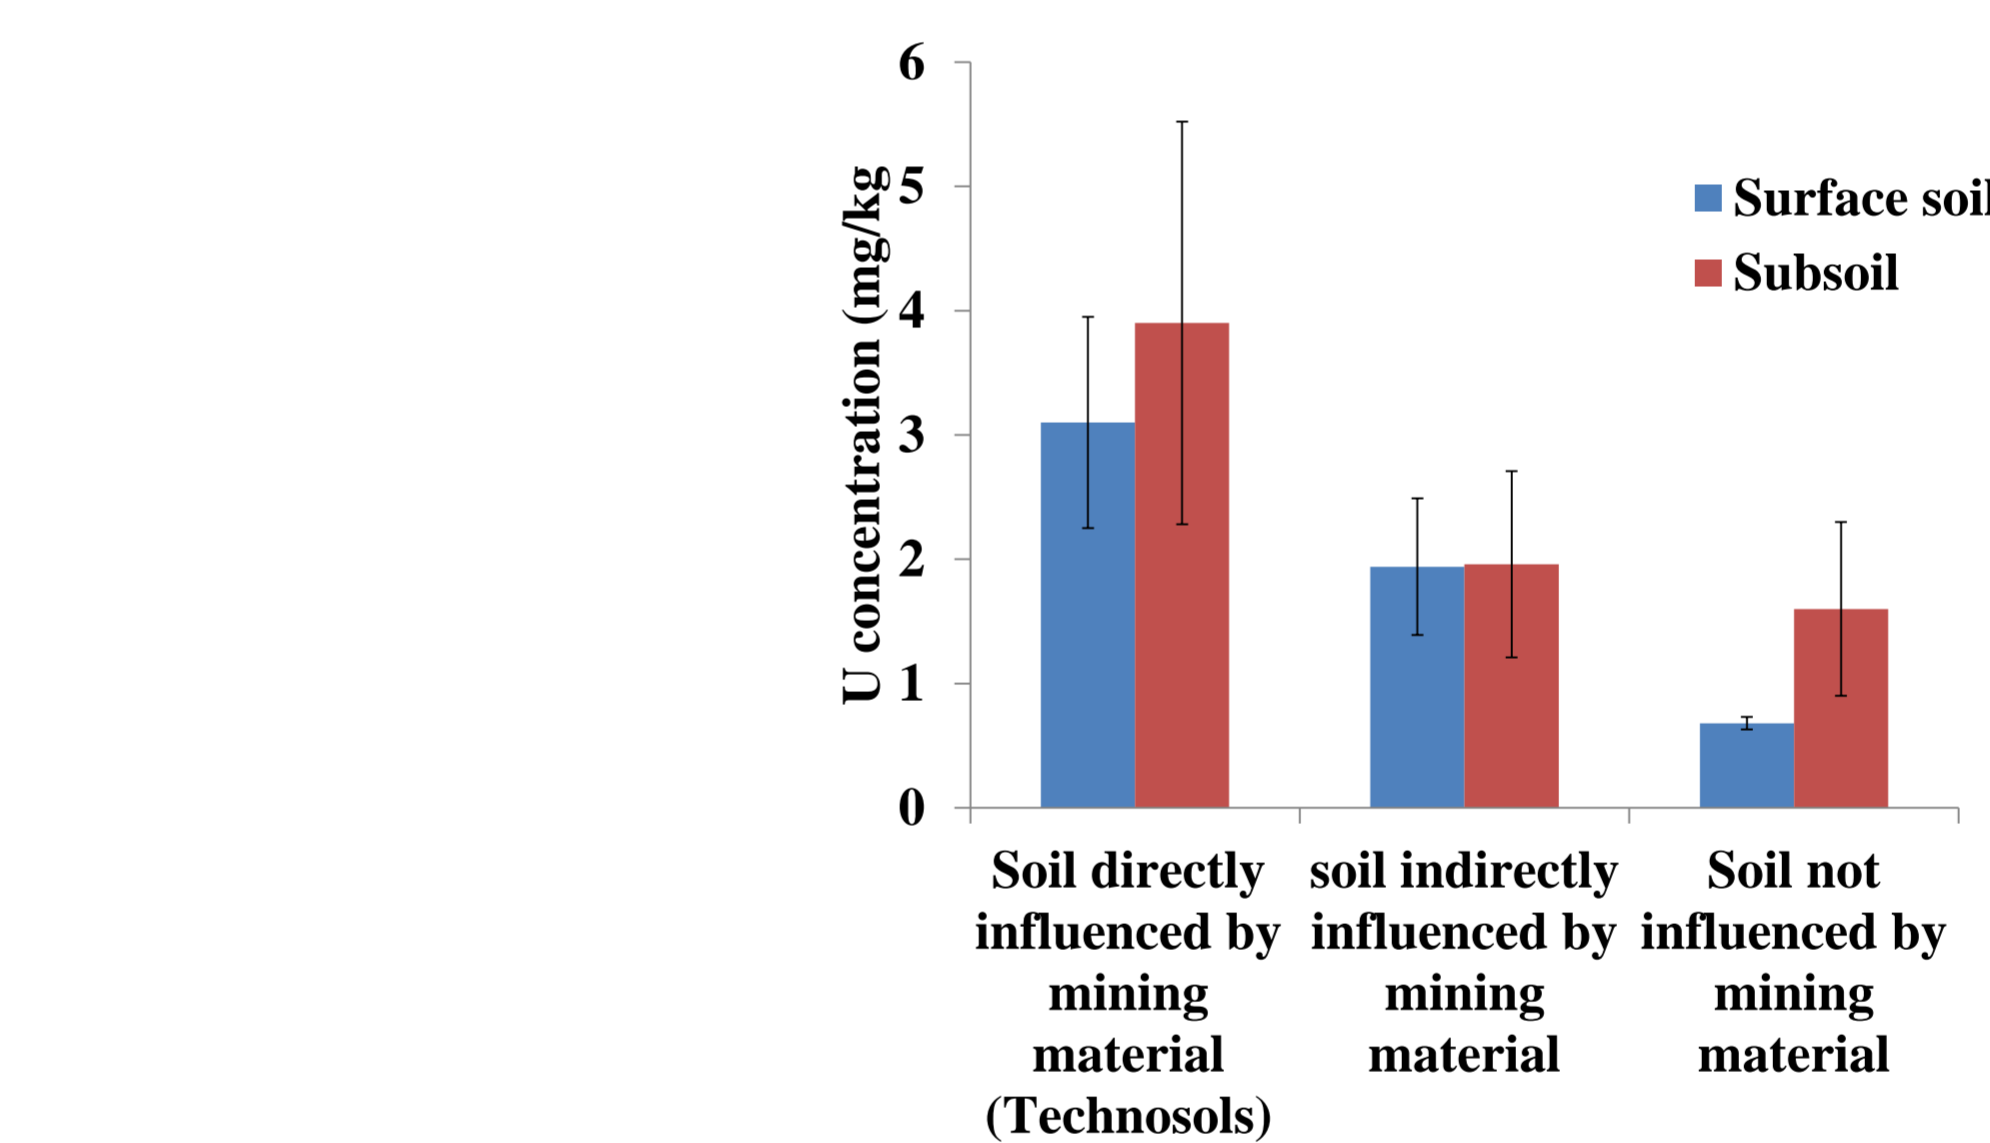 6
5
4
3
2
1
0
U concentration (mg/kg
Surface soil
Subsoil
Soil directly
influenced by
mining
material
(Technosols)
soil indirectly
influenced by
mining
material
Soil not
influenced by
mining
material